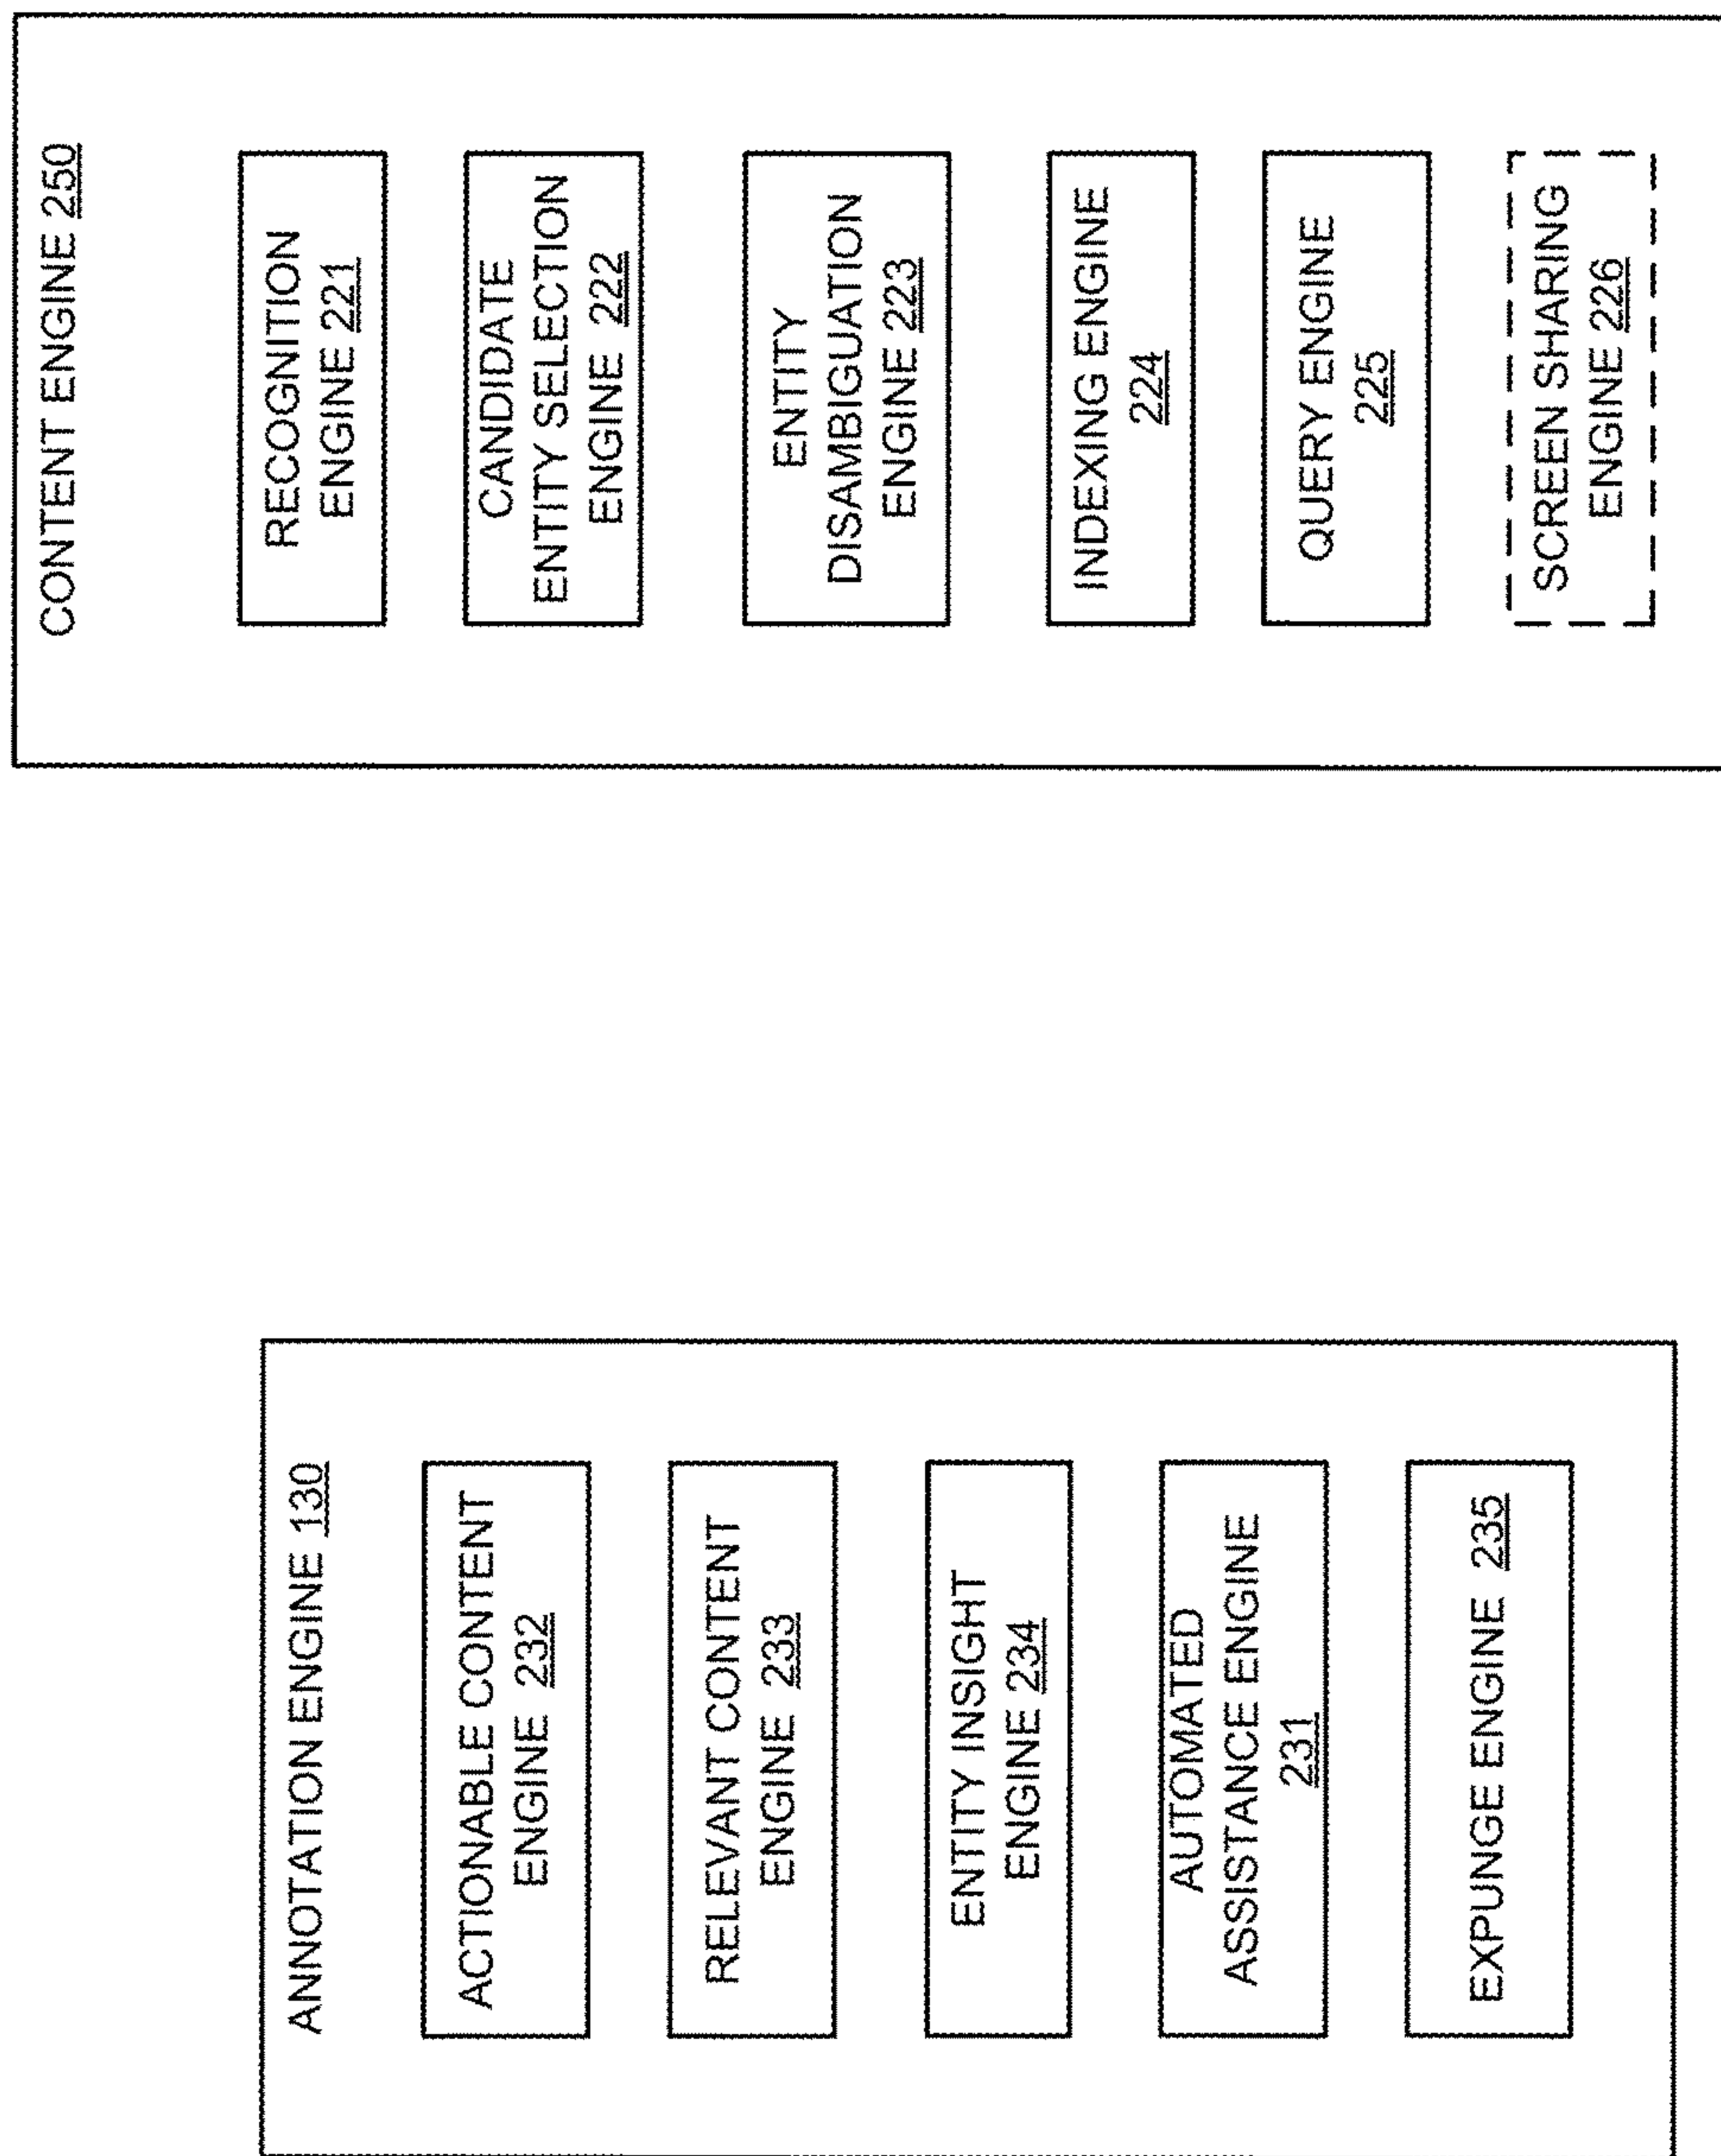 ANNOTATION ENGINE 130
ACTIONABLE CONTENT
ENGINE 232
RELEVANT CONTENT
ENGINE 233
ENTITY INSIGHT
ENGINE 234
AUTOMATED
ASSISTANCE ENGINE
231
EXPUNGE ENGINE 235
CONTENT ENGINE 250
RECOGNITION
ENGINE 221
CANDIDATE
ENTITY SELECTION
ENGINE 222
ENTITY
DISAMBIGUATION
ENGINE 223
INDEXING ENGINE
224
QUERY ENGINE
225
SCREEN SHARING
ENGINE 226